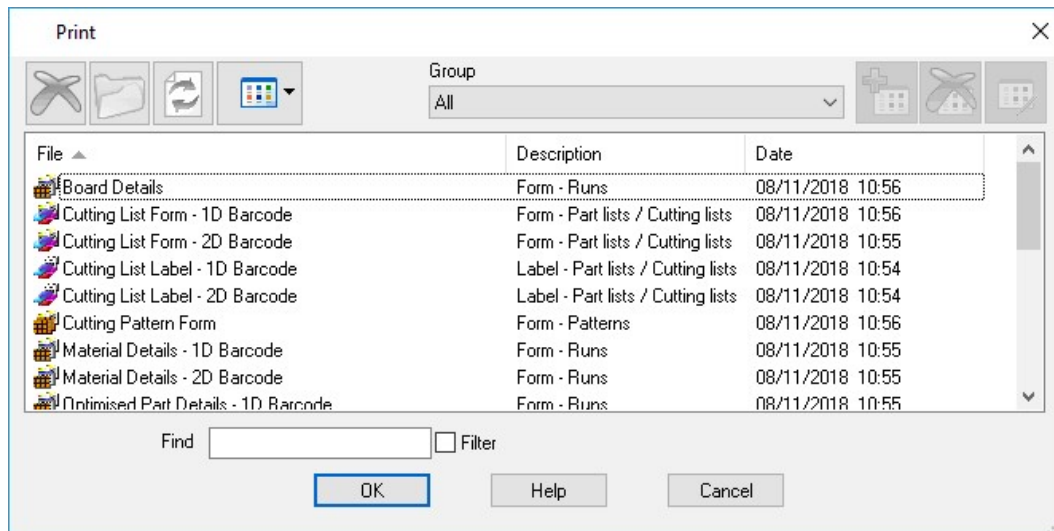 Print
Group
All
File Description Date
Board Details Form - Runs 08/11/2018 10:56
Cutting List Form - 1D Barcode Form - Part lists / Cutting lists 08/11/2018 10:56
Cutting List Form - 2D Barcode Form - Part lists / Cutting lists 08/11/2018 10:55
Cutting List Label - 1D Barcode Label - Part lists / Cutting lists 08/11/2018 10:54
Cutting List Label - 2D Barcode Label - Part lists / Cutting lists 08/11/2018 10:54
Cutting Pattern Form Form - Patterns 08/11/2018 10:56
Material Details - 1D Barcode Form - Runs 08/11/2018 10:55
Material Details - 2D Barcode Form - Runs 08/11/2018 10:55
Optimised Part Details - 1D Barcode Form - Runs 08/11/2018 10:55
Find Filter
OK Help Cancel